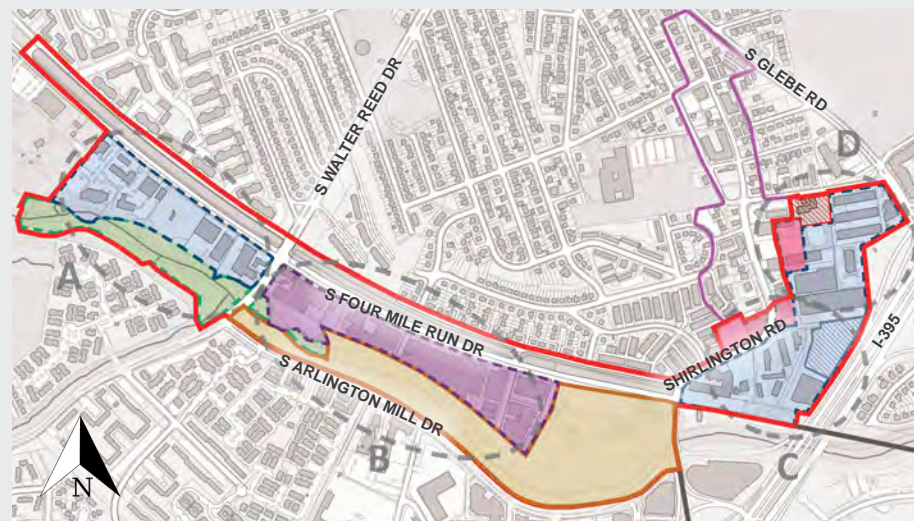 S GLEBE RD
S WALTER REED DR
D
A
S FOUR MILE RUN DR
SHIRLINGTON RD
I-395
S ARLINGTON MILL DR
B
C
N